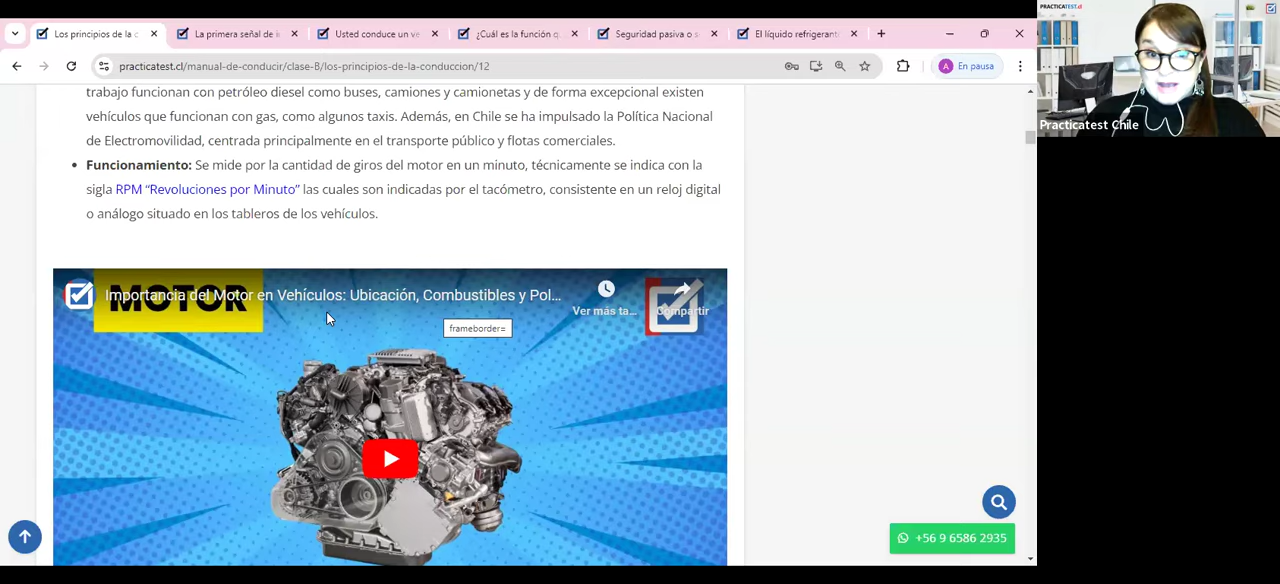 PRACTICATEST.cl
Los principios de la c
La primera señal de i
Usted conduce un ve
¿Cuál es la función q
Seguridad pasiva o s
El líquido refrigerant
practicatest.cl/manual-de-conducir/clase-B/los-principios-de-la-conduccion/12
A
En pausa
trabajo funcionan con petróleo diesel como buses, camiones y camionetas y de forma excepcional existen
vehículos que funcionan con gas, como algunos taxis. Además, en Chile se ha impulsado la Política Nacional
de Electromovilidad, centrada principalmente en el transporte público y flotas comerciales.
Practicatest Chile
• Funcionamiento: Se mide por la cantidad de giros del motor en un minuto, técnicamente se indica con la
sigla RPM “Revoluciones por Minuto” las cuales son indicadas por el tacómetro, consistente en un reloj digital
o análogo situado en los tableros de los vehículos.
MOTOR
Importancia del Motor en Vehículos: Ubicación, Combustibles y Pol...
Ver más ta...
Compartir
frameborder=
+56 9 6586 2935